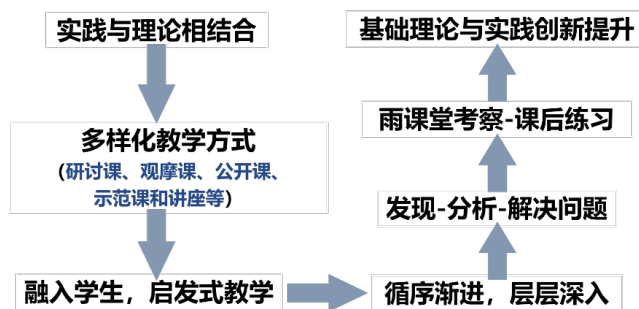 实践与理论相结合
多样化教学方式
（研讨课、观摩课、公开课、
示范课和讲座等）
融入学生，启发式教学
循序渐进，层层深入
发现-分析-解决问题
雨课堂考察-课后练习
基础理论与实践创新提升